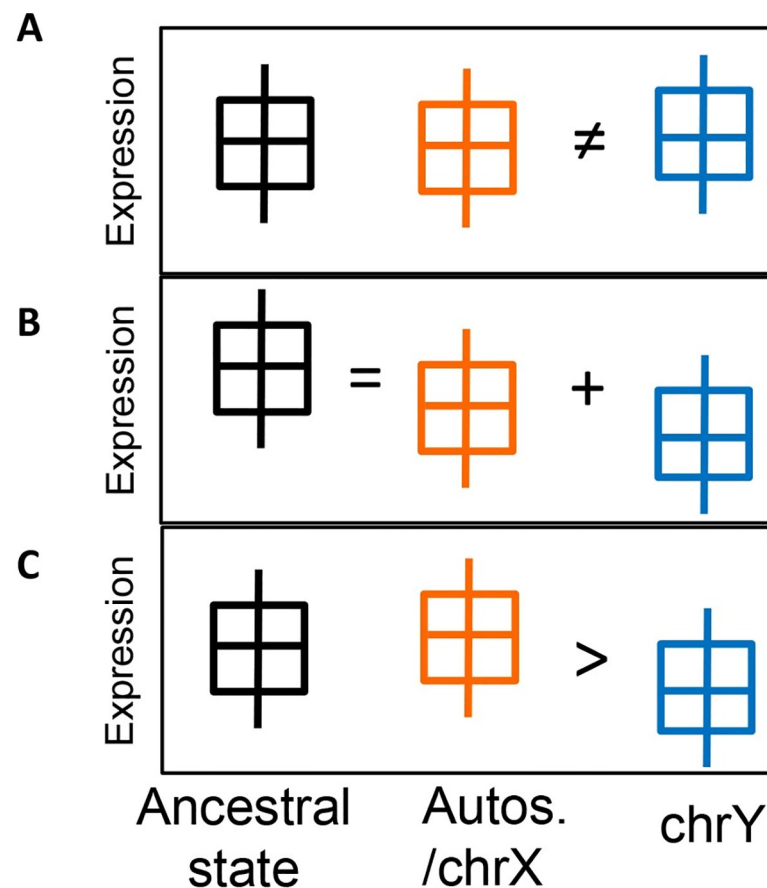 A
Expression
≠
B
Expression
=
+
C
Expression
>
Ancestral
state
Autos.
/chrX
chrY